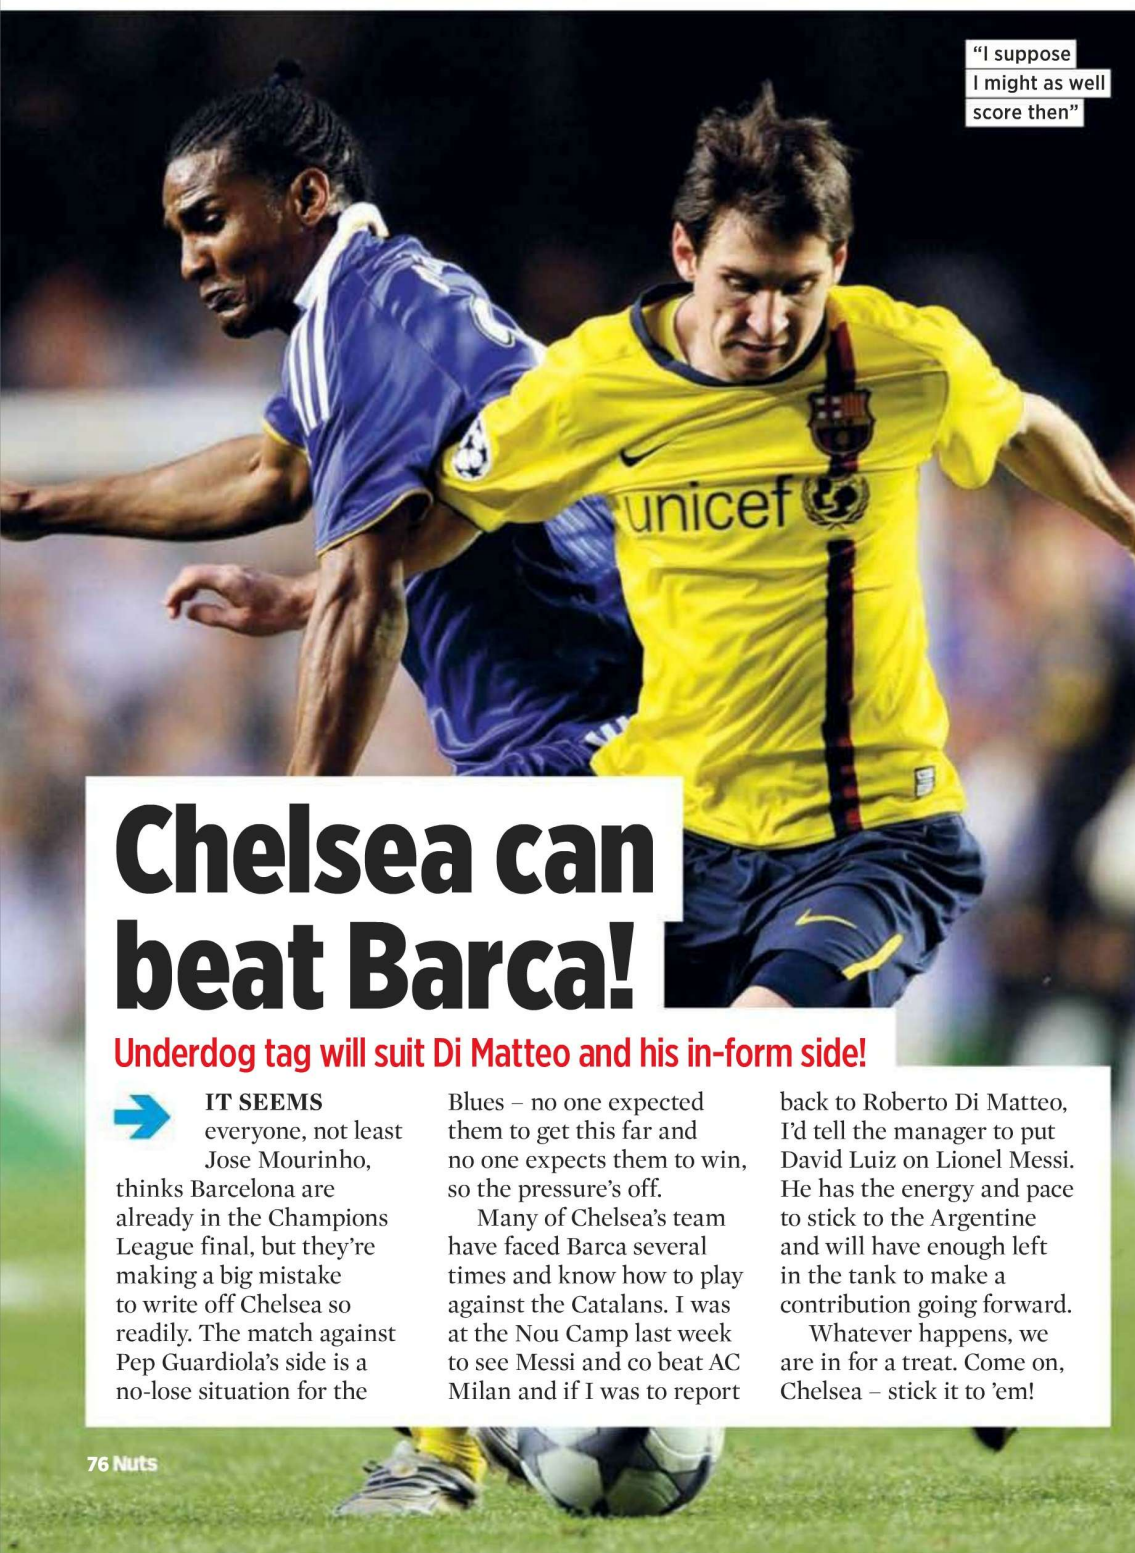 “I suppose
I might as well
score then”
unicef
Chelsea can
beat Barca!
Underdog tag will suit Di Matteo and his in-form side!
IT SEEMS
everyone, not least
Jose Mourinho,
thinks Barcelona are
already in the Champions
League final, but they’re
making a big mistake
to write off Chelsea so
readily. The match against
Pep Guardiola’s side is a
no-lose situation for the
Blues – no one expected
them to get this far and
no one expects them to win,
so the pressure’s off.
Many of Chelsea’s team
have faced Barca several
times and know how to play
against the Catalans. I was
at the Nou Camp last week
to see Messi and co beat AC
Milan and if I was to report
back to Roberto Di Matteo,
I’d tell the manager to put
David Luiz on Lionel Messi.
He has the energy and pace
to stick to the Argentine
and will have enough left
in the tank to make a
contribution going forward.
Whatever happens, we
are in for a treat. Come on,
Chelsea – stick it to ’em!
76 Nuts